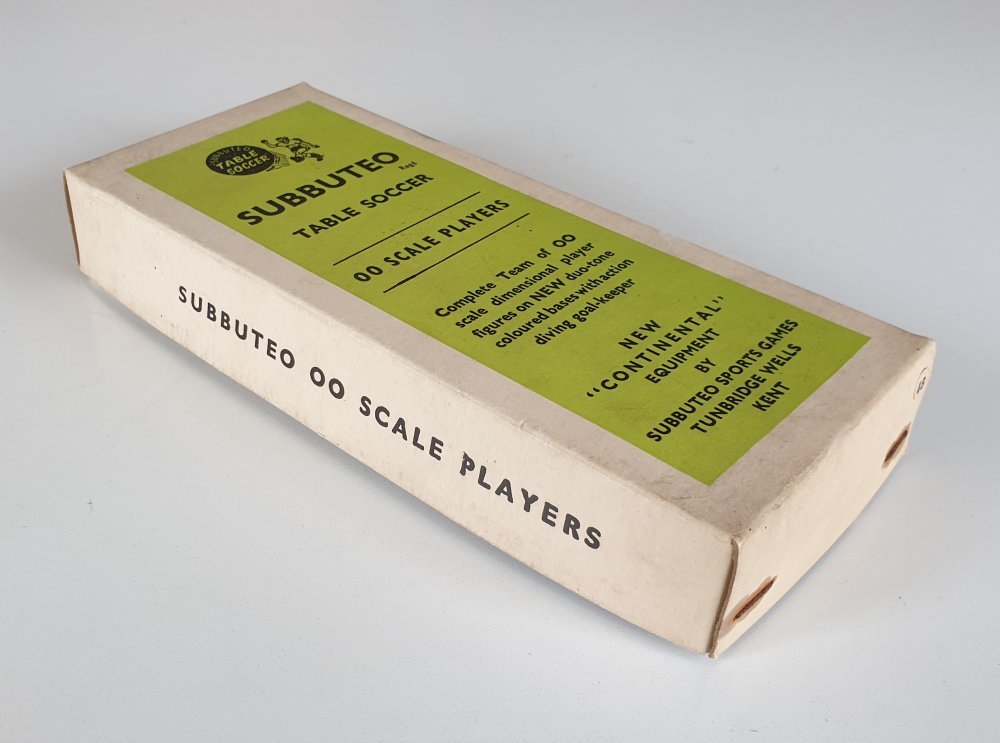 SUBBUTEO
TABLE
SOCCER
SUBBUTEO Regd
TABLE SOCCER
OO SCALE PLAYERS
Complete Team of OO
scale dimensional player
figures on NEW duo-tone
coloured bases with action
diving goal-keeper
NEW
"CONTINENTAL"
EQUIPMENT
BY
SUBBUTEO SPORTS GAMES
TUNBRIDGE WELLS
KENT
SUBBUTEO OO SCALE PLAYERS